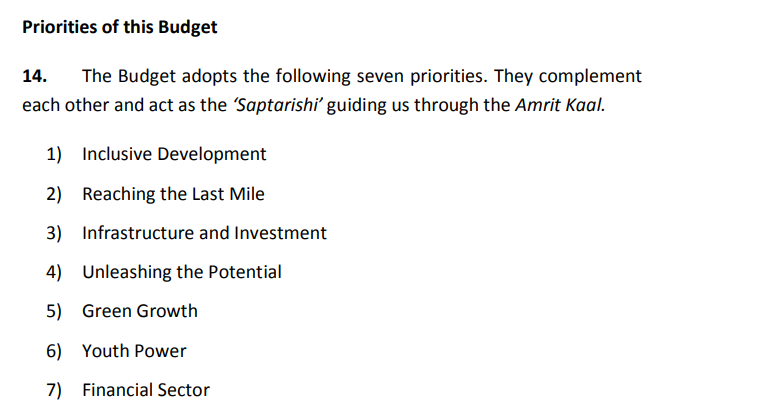 Priorities of this Budget
14. The Budget adopts the following seven priorities. They complement
each other and act as the ‘Saptarishi’ guiding us through the Amrit Kaal.
1) Inclusive Development
2) Reaching the Last Mile
3) Infrastructure and Investment
4) Unleashing the Potential
5) Green Growth
6) Youth Power
7) Financial Sector